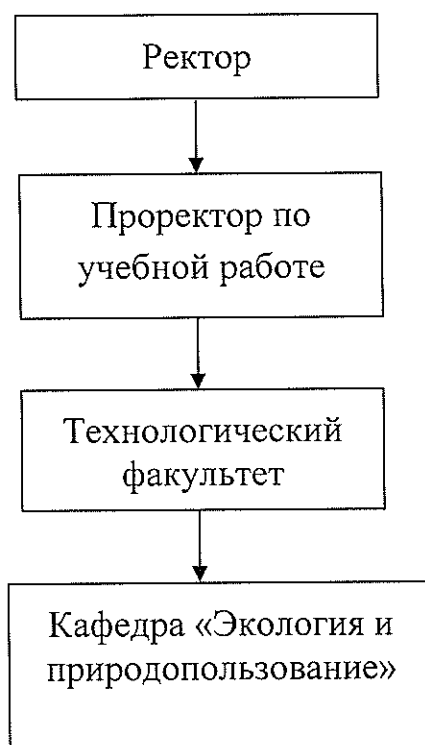 Ректор
Проректор по
учебной работе
Технологический
факультет
Кафедра «Экология и
природопользование»